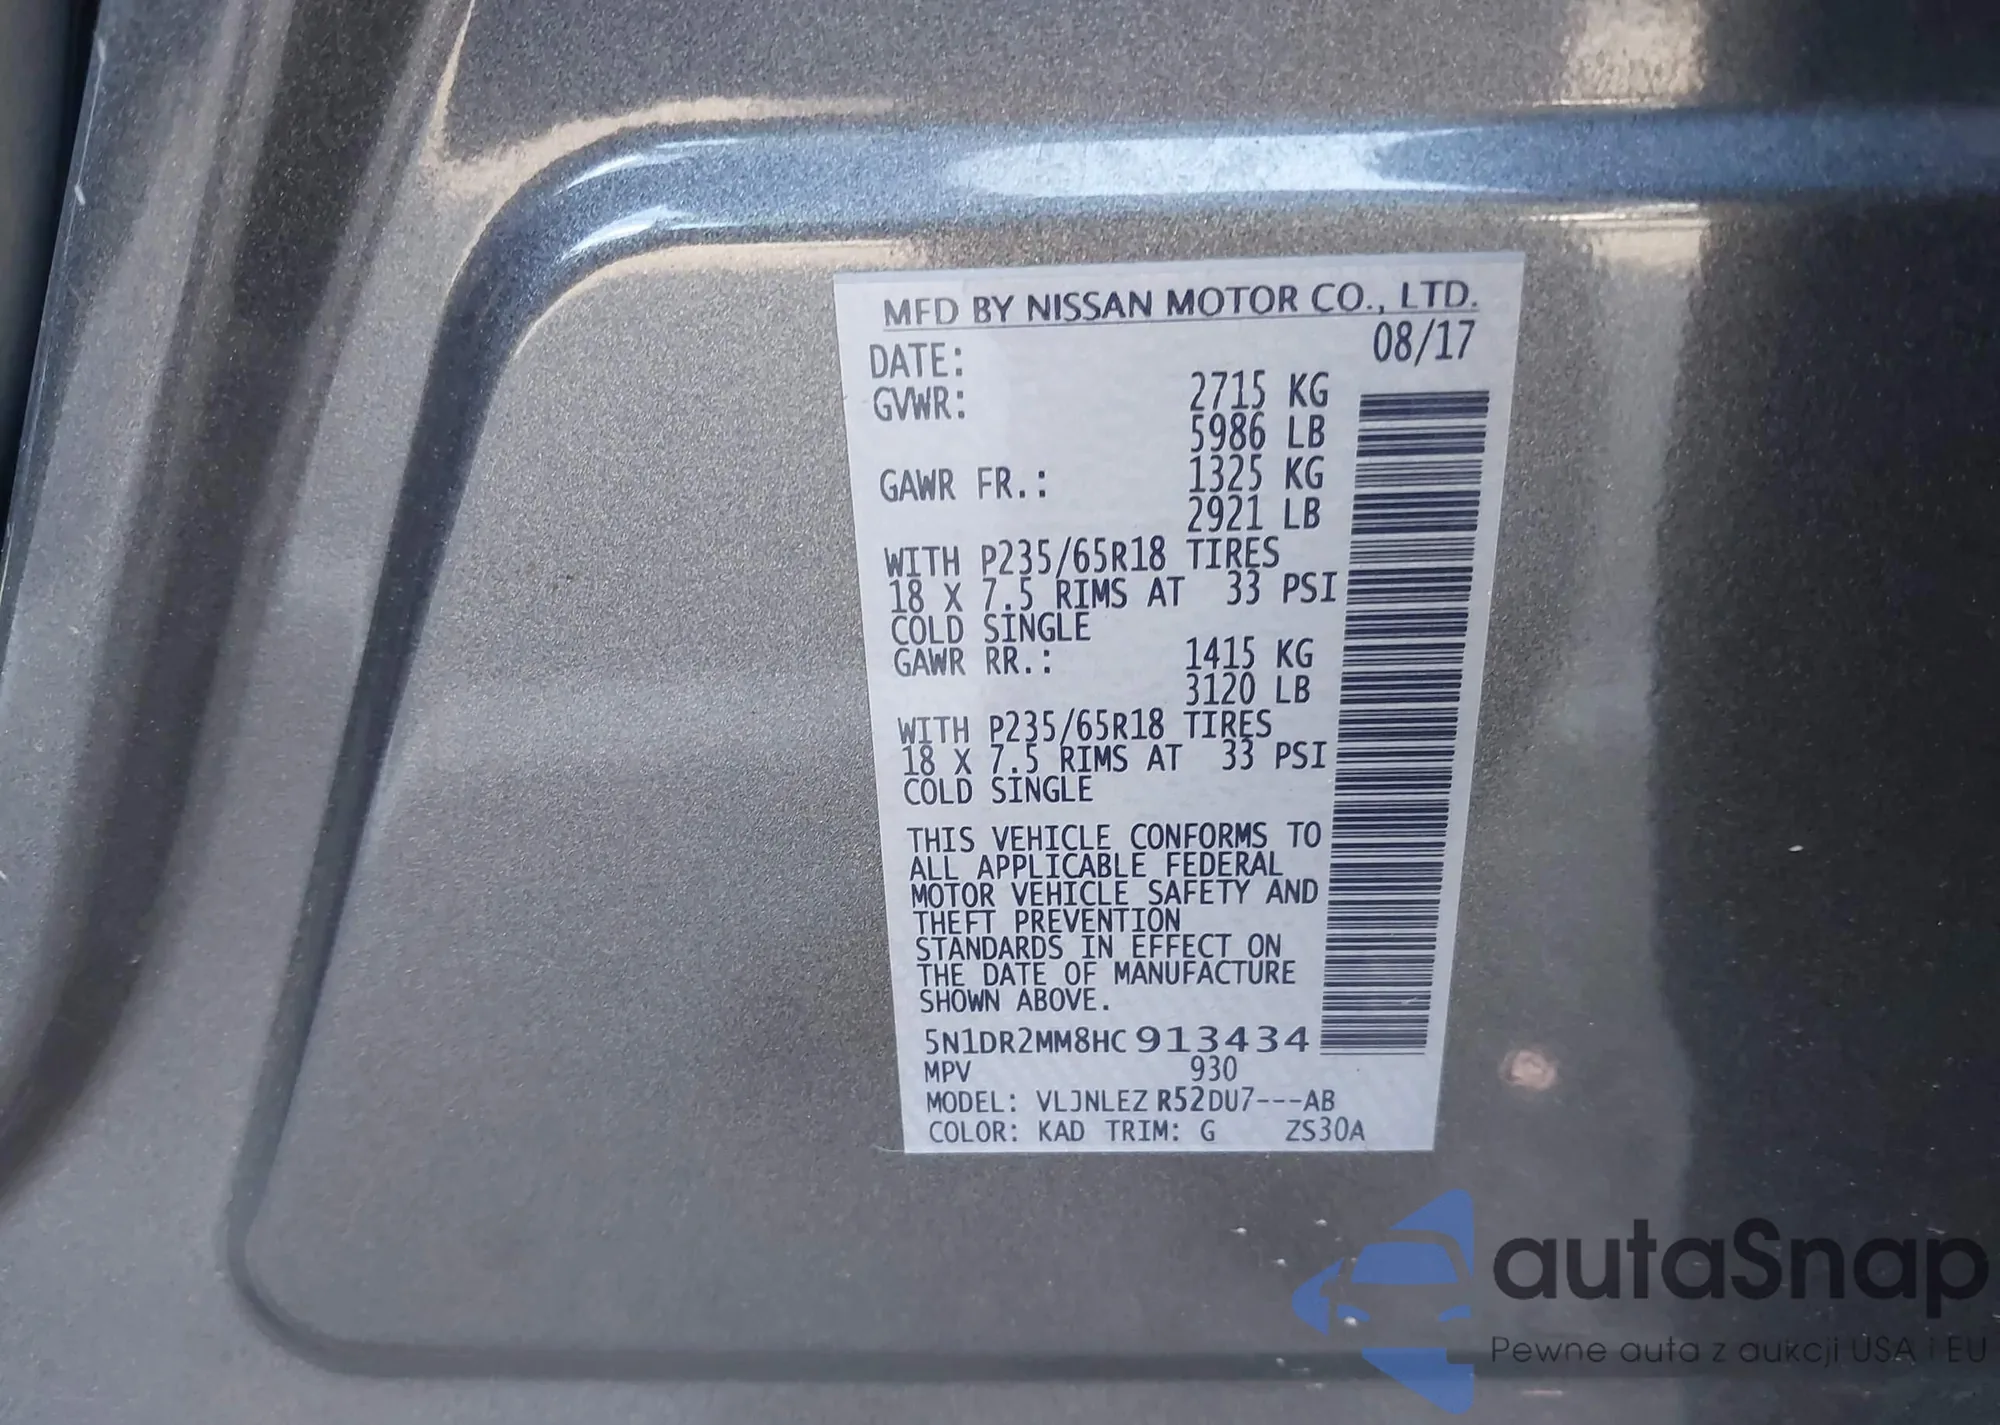 MFD BY NISSAN MOTOR CO., LTD.
DATE: 08/17
GVWR: 2715 KG
5986 LB
GAWR FR.: 1325 KG
2921 LB
WITH P235/65R18 TIRES
18 X 7.5 RIMS AT 33 PSI
COLD SINGLE
GAWR RR.: 1415 KG
3120 LB
WITH P235/65R18 TIRES
18 X 7.5 RIMS AT 33 PSI
COLD SINGLE
THIS VEHICLE CONFORMS TO
ALL APPLICABLE FEDERAL
MOTOR VEHICLE SAFETY AND
THEFT PREVENTION
STANDARDS IN EFFECT ON
THE DATE OF MANUFACTURE
SHOWN ABOVE.
5N1DR2MM8HC913434
MPV 930
MODEL: VLJNLEZ R52DU7---AB
COLOR: KAD TRIM: G ZS30A
autaSnap
Pewne auta z aukcji USA i EU